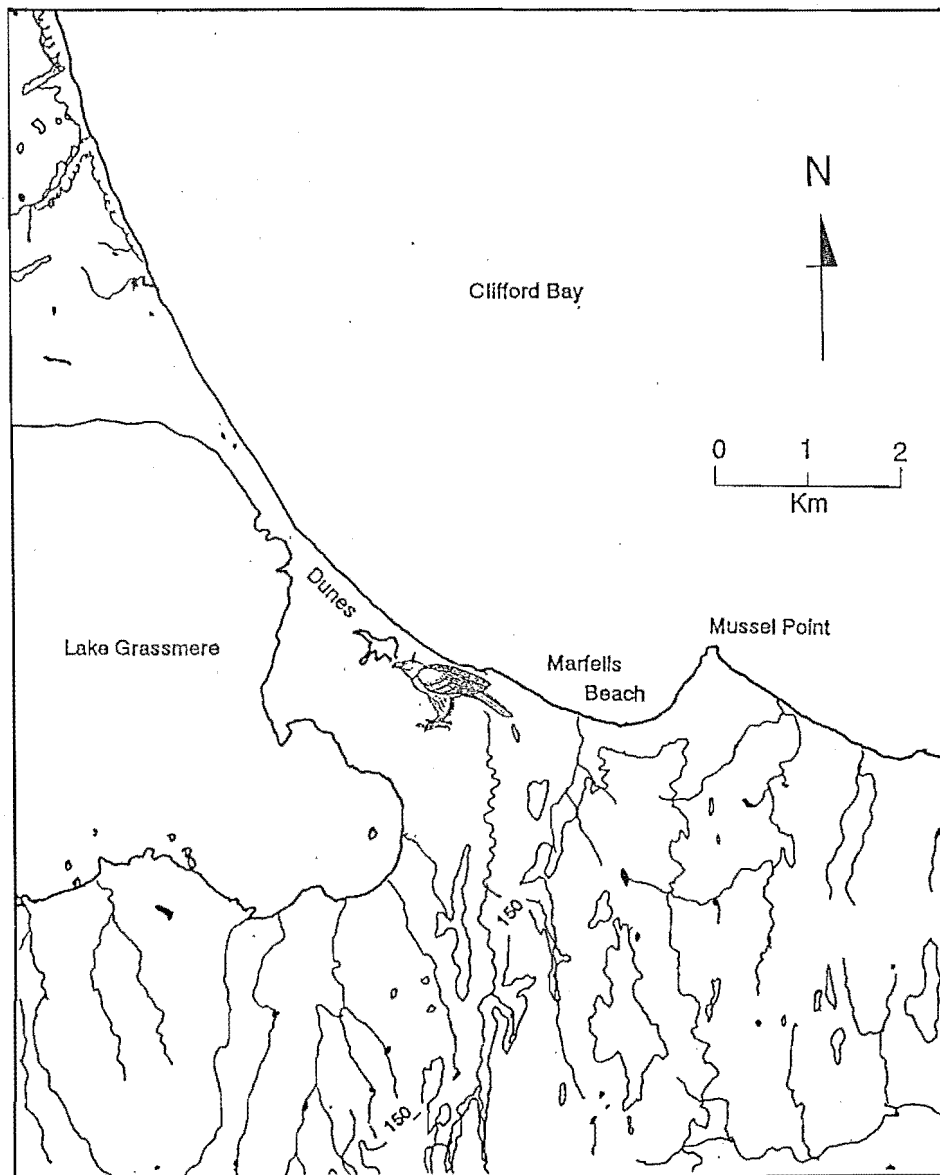 N
Clifford Bay
0 1 2
Km
Dunes
Mussel Point
Lake Grassmere
Marfells
Beach
150
150